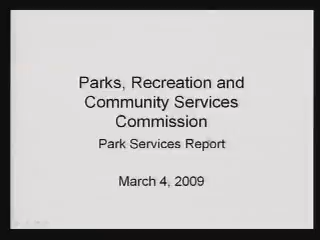 Parks, Recreation and
Community Services
Commission
Park Services Report
March 4, 2009